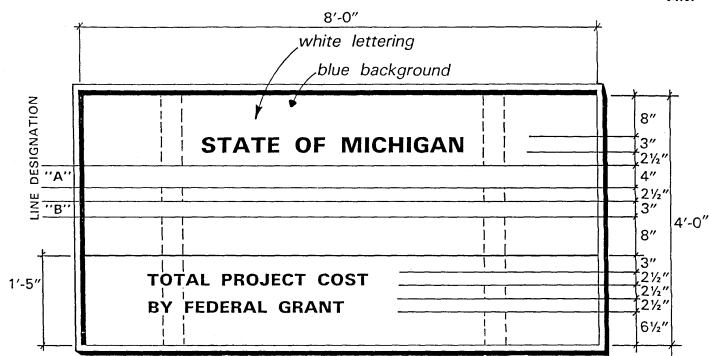 8'-0"
white lettering
blue background
LINE DESIGNATION
STATE OF MICHIGAN
"A"
"B"
8"
3"
2½"
4"
2½"
3"
8"
3"
2½"
2½"
2½"
6½"
4'-0"
1'-5"
TOTAL PROJECT COST
BY FEDERAL GRANT